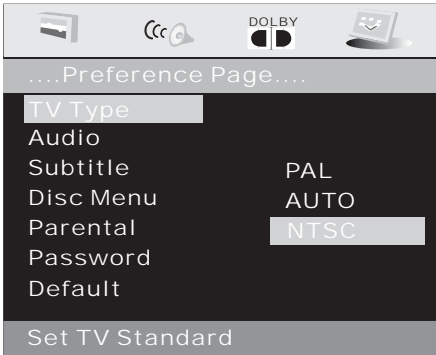 DOLBY
....Preference Page....
TV Type
Audio
Subtitle
PAL
Disc Menu
AUTO
Parental
NTSC
Password
Default
Set TV Standard